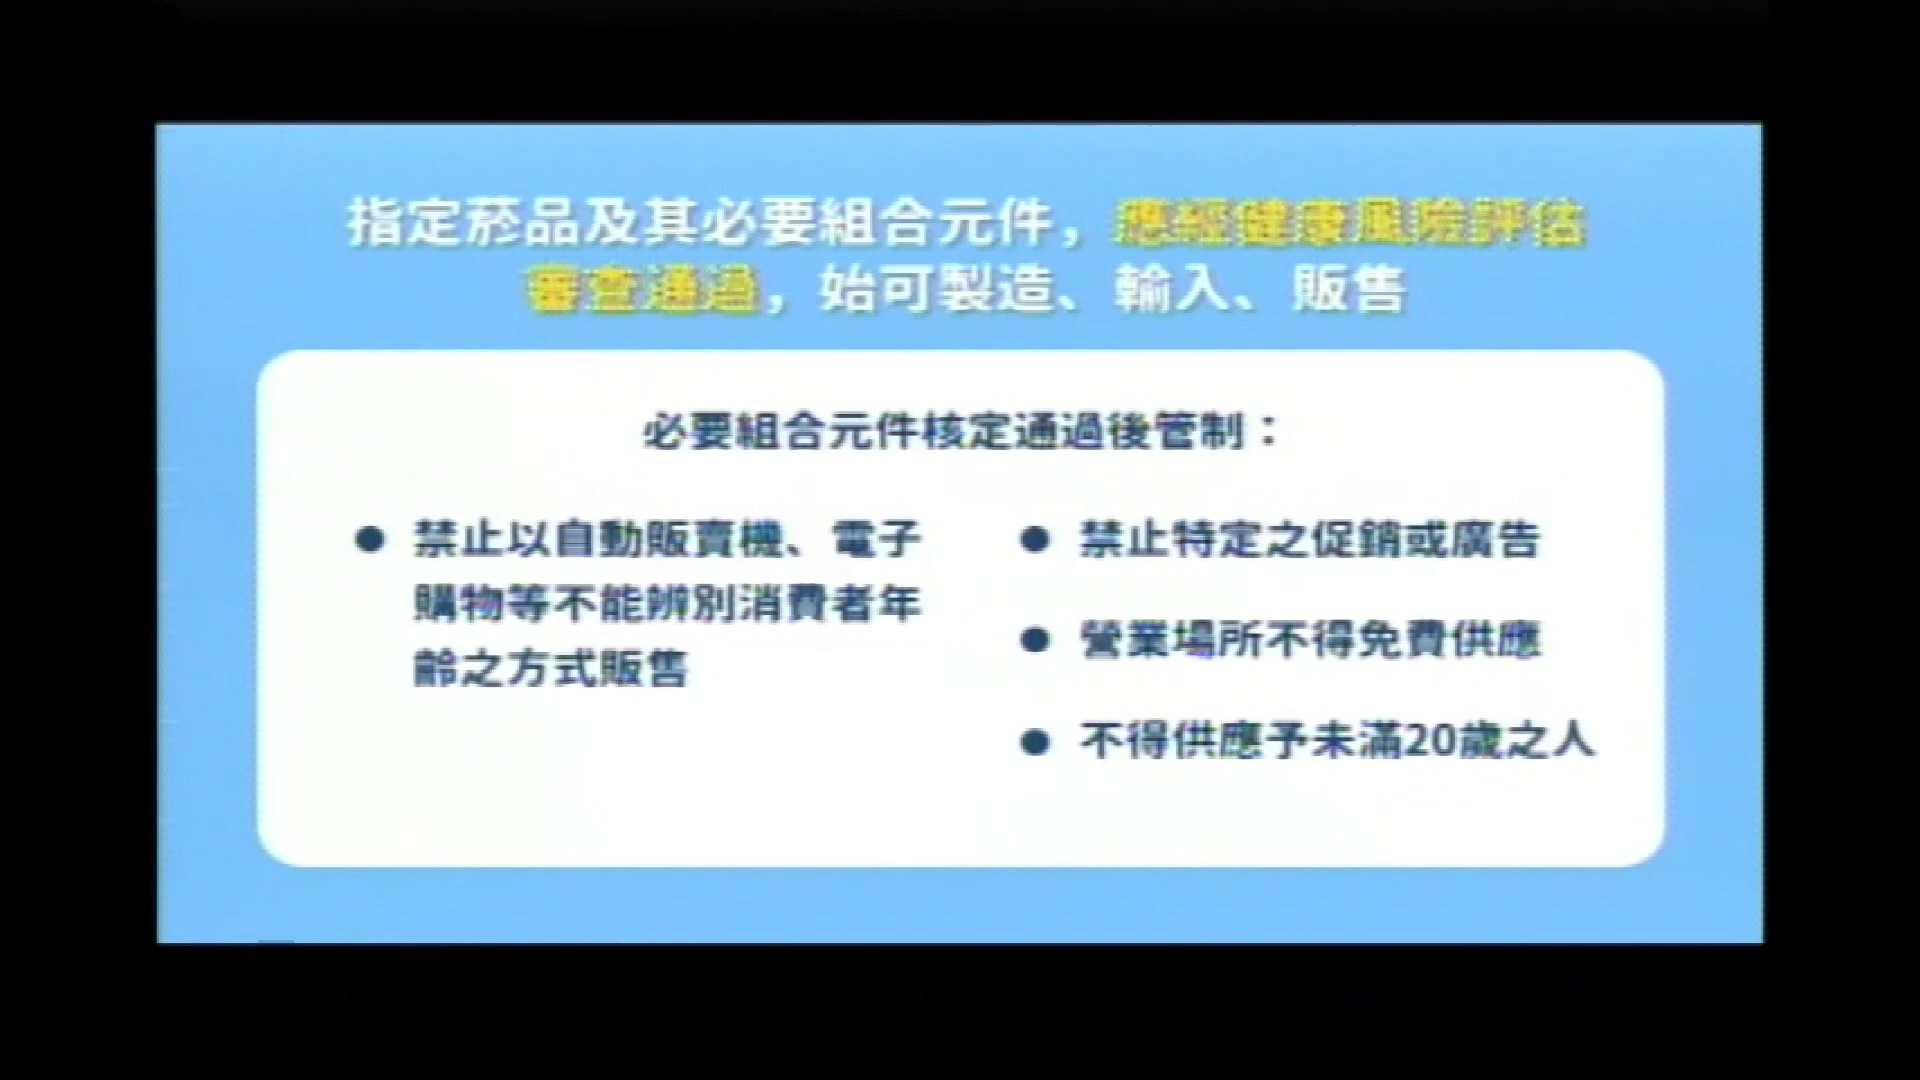 指定菸品及其必要組合元件，應經健康風險評估
審查通過，始可製造、輸入、販售
必要組合元件核定通過後管制：
禁止以自動販賣機、電子
購物等不能辨別消費者年
齡之方式販售
禁止特定之促銷或廣告
營業場所不得免費供應
不得供應予未滿20歲之人